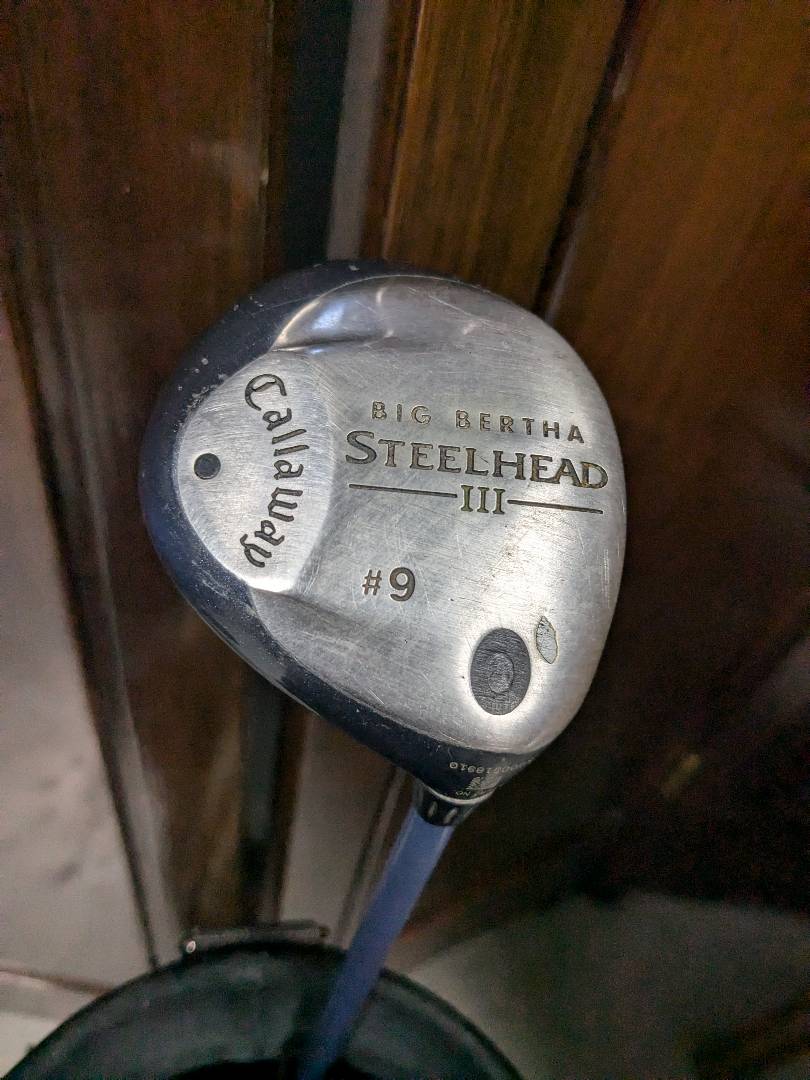 Callaway
BIG BERTHA
STEELHEAD
III
#9